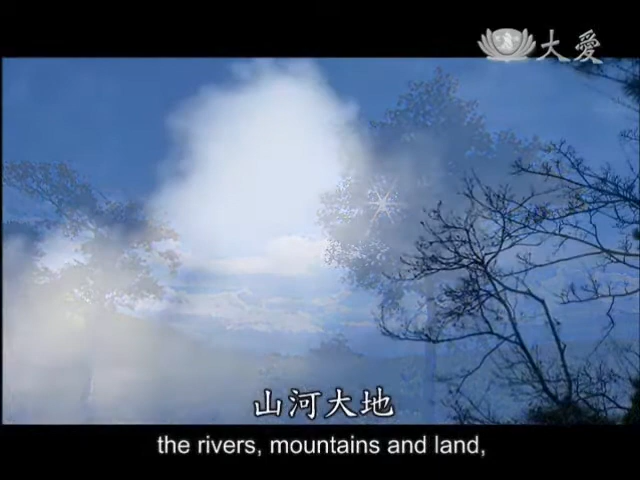 大愛
山河大地
the rivers, mountains and land,